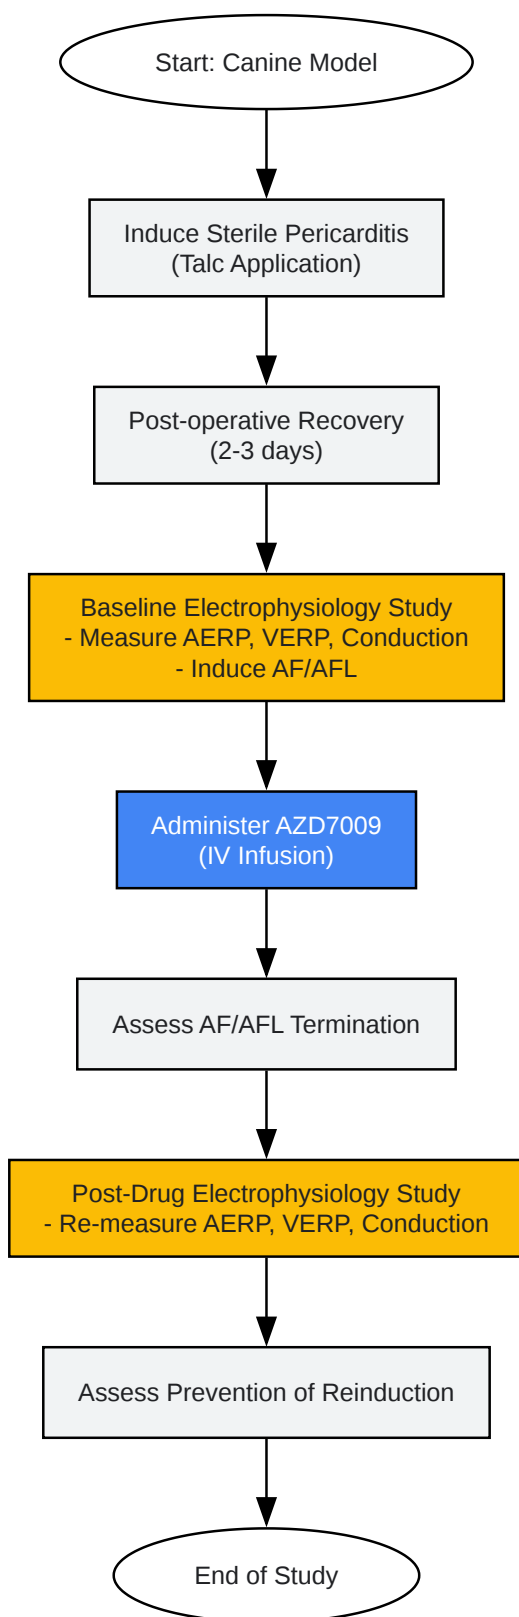 Start: Canine Model
Induce Sterile Pericarditis
(Talc Application)
Post-operative Recovery
(2-3 days)
Baseline Electrophysiology Study
- Measure AERP, VERP, Conduction
- Induce AF/AFL
Administer AZD7009
(IV Infusion)
Assess AF/AFL Termination
Post-Drug Electrophysiology Study
- Re-measure AERP, VERP, Conduction
Assess Prevention of Reinduction
End of Study